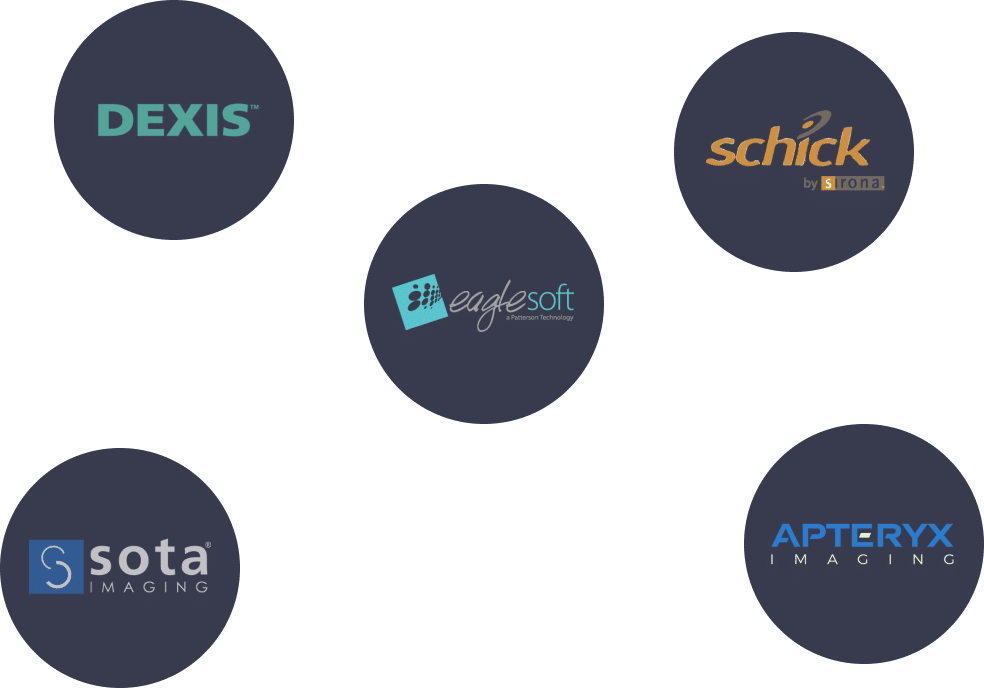 DEXIS™
schick
by sirona.
eaglesoft
a Patterson Technology
sota®
IMAGING
APTERYX
IMAGING